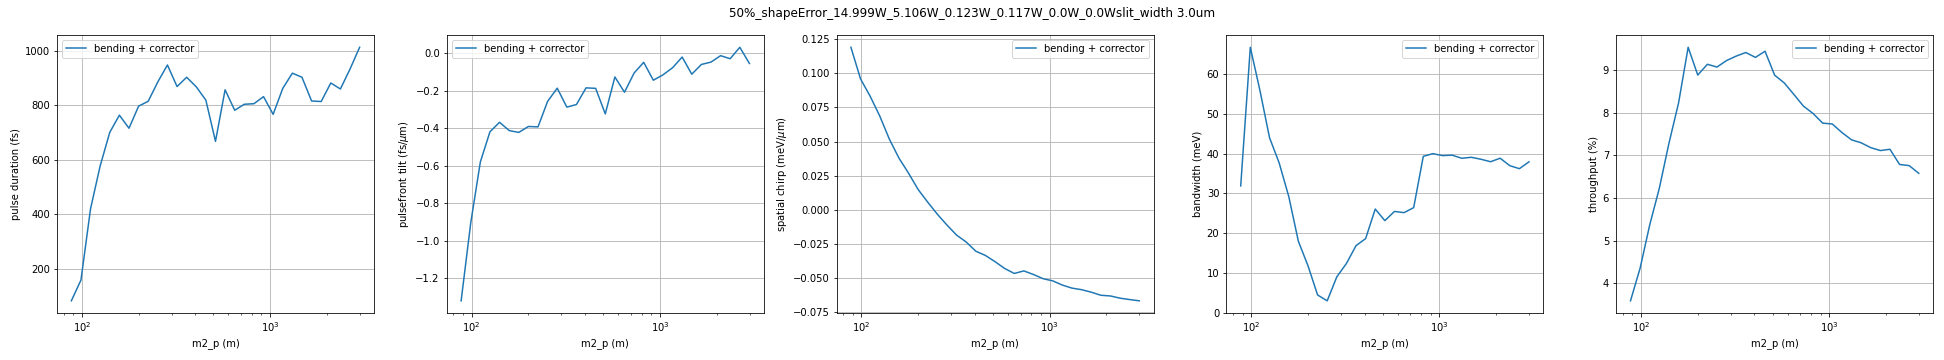 50%_shapeError_14.999W_5.106W_0.123W_0.117W_0.0W_0.0Wslit_width 3.0um
pulse duration (fs)
1000
800
600
400
200
bending + corrector
10²
10³
m2_p (m)
pulsefront tilt (fs/μm)
0.0
−0.2
−0.4
−0.6
−0.8
−1.0
−1.2
bending + corrector
10²
10³
m2_p (m)
spatial chirp (meV/μm)
0.125
0.100
0.075
0.050
0.025
0.000
−0.025
−0.050
−0.075
bending + corrector
10²
10³
m2_p (m)
bandwidth (meV)
60
50
40
30
20
10
0
bending + corrector
10²
10³
m2_p (m)
throughput (%)
9
8
7
6
5
4
bending + corrector
10²
10³
m2_p (m)